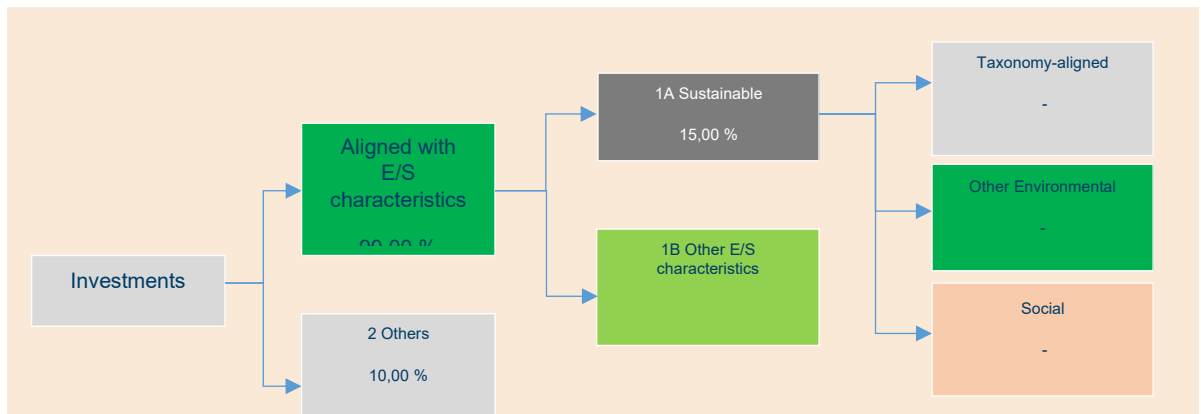 Investments
Aligned with
E/S
characteristics
2 Others
10,00 %
1A Sustainable
15,00 %
1B Other E/S
characteristics
Taxonomy-aligned
-
Other Environmental
-
Social
-